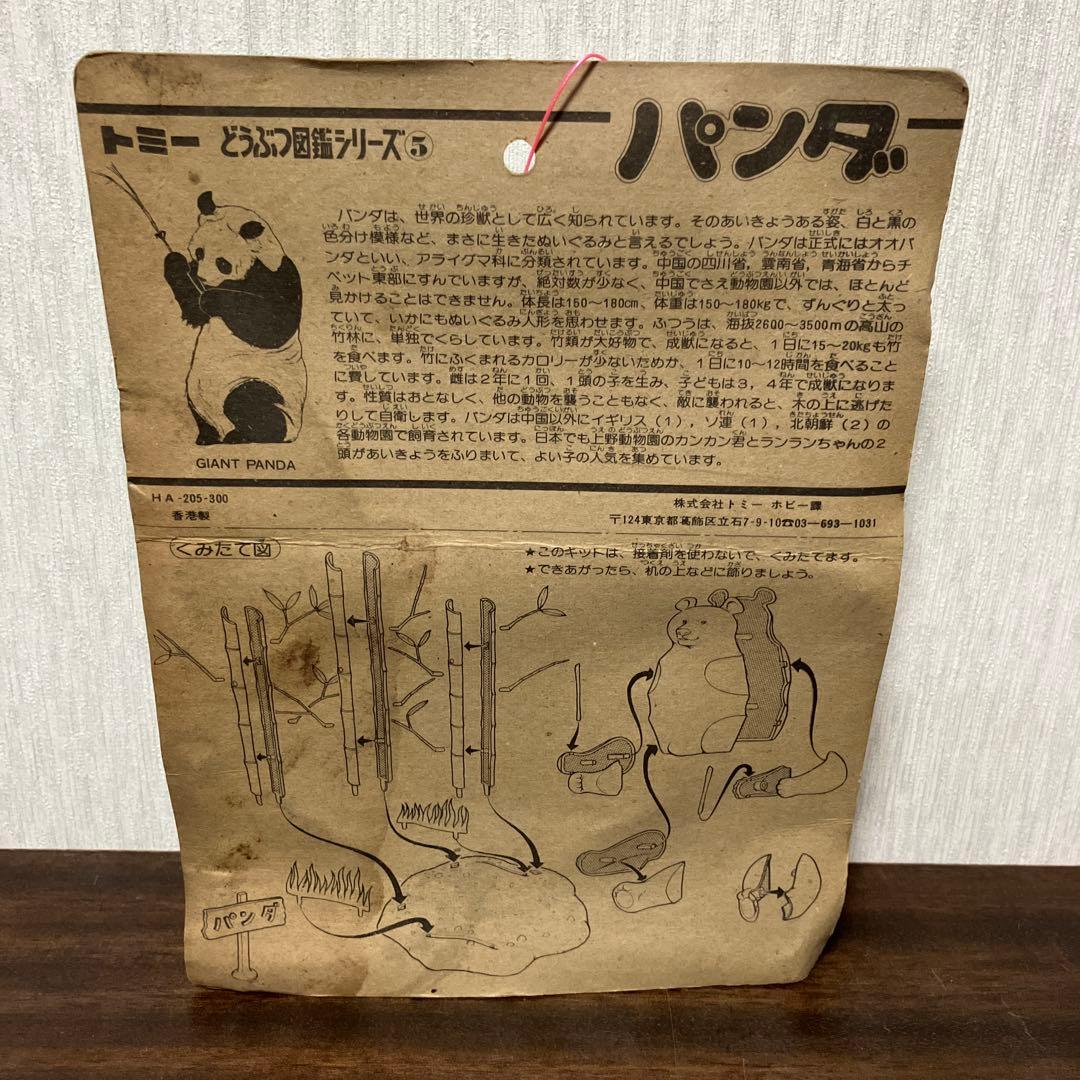 トミー どうぶつ図鑑シリーズ⑤
パンダ
パンダは、世界の珍獣として広く知られています。そのあいきょうある姿、白と黒の
色分け模様など、まさに生きたぬいぐるみと言えるでしょう。パンダは正式にはオオパ
ンダといい、アライグマ科に分類されています。中国の四川省，雲南省，青海省からチ
ベット東部にすんでいますが、絶対数が少なく、中国でさえ動物園以外では、ほとんど
見かけることはできません。体長は150〜180cm、体重は150〜180kgで、ずんぐりと太っ
ていて、いかにもぬいぐるみ人形を思わせます。ふつうは、海抜2600〜3500mの高山の
竹林に、単独でくらしています。竹類が大好物で、成獣になると、1日に15〜20kgも竹
を食べます。竹にふくまれるカロリーが少ないためか、1日に10〜12時間を食べること
に費しています。雌は2年に1回、1頭の子を生み、子どもは3，4年で成獣になりま
す。性質はおとなしく、他の動物を襲うこともなく、敵に襲われると、木の上に逃げた
りして自衛します。パンダは中国以外にイギリス（1），ソ連（1），北朝鮮（2）の
各動物園で飼育されています。日本でも上野動物園のカンカン君とランランちゃんの2
頭があいきょうをふりまいて、よい子の人気を集めています。
GIANT PANDA
HA-205-300
香港製
株式会社トミー ホビー課
〒124東京都葛飾区立石7-9-10☎03-693-1031
くみたて図
★このキットは、接着剤を使わないで、くみたてます。
★できあがったら、机の上などに飾りましょう。
パンダ